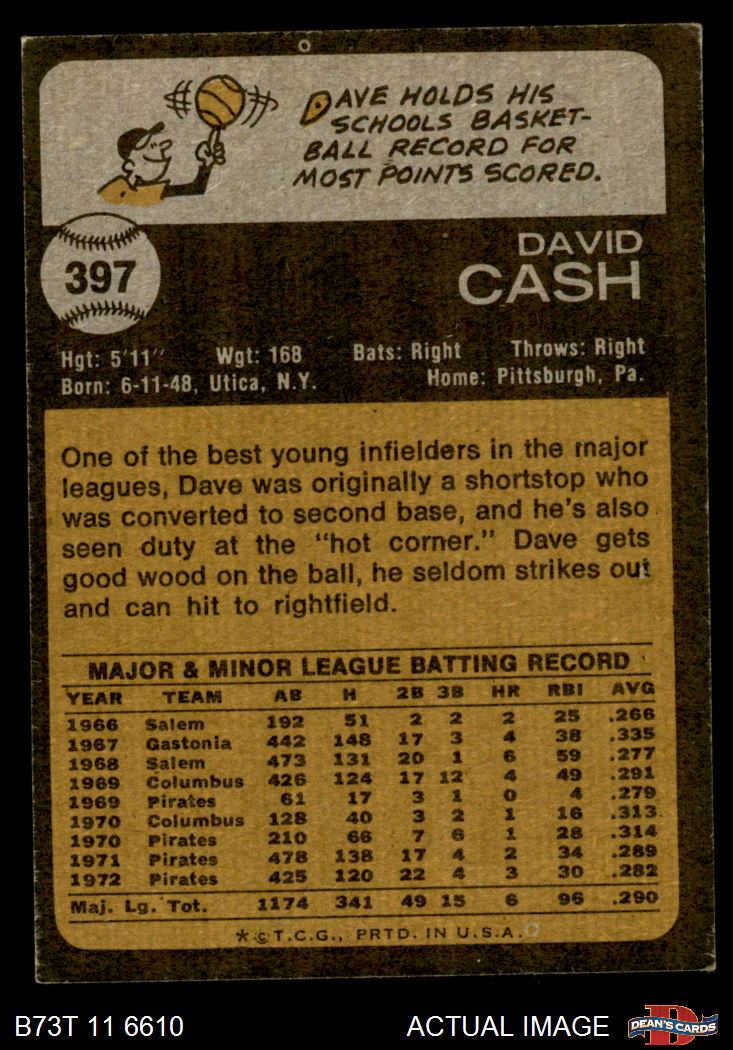 DAVE HOLDS HIS
SCHOOLS BASKET-
BALL RECORD FOR
MOST POINTS SCORED.
397
DAVID
CASH
Hgt: 5'11" Wgt: 168 Bats: Right Throws: Right
Born: 6-11-48, Utica, N.Y. Home: Pittsburgh, Pa.
One of the best young infielders in the major
leagues, Dave was originally a shortstop who
was converted to second base, and he's also
seen duty at the "hot corner." Dave gets
good wood on the ball, he seldom strikes out
and can hit to rightfield.
MAJOR & MINOR LEAGUE BATTING RECORD
YEAR TEAM AB H 2B 3B HR RBI AVG
1966 Salem 192 51 2 2 2 25 .266
1967 Gastonia 442 148 17 3 4 38 .335
1968 Salem 473 131 20 1 6 59 .277
1969 Columbus 426 124 17 12 4 49 .291
1969 Pirates 61 17 3 1 0 4 .279
1970 Columbus 128 40 3 2 1 16 .313
1970 Pirates 210 66 7 6 1 28 .314
1971 Pirates 478 138 17 4 2 34 .289
1972 Pirates 425 120 22 4 3 30 .282
Maj. Lg. Tot. 1174 341 49 15 6 96 .290
*©T.C.G., PRTD. IN U.S.A.
B73T 11 6610 ACTUAL IMAGE
D
DEAN'S CARDS